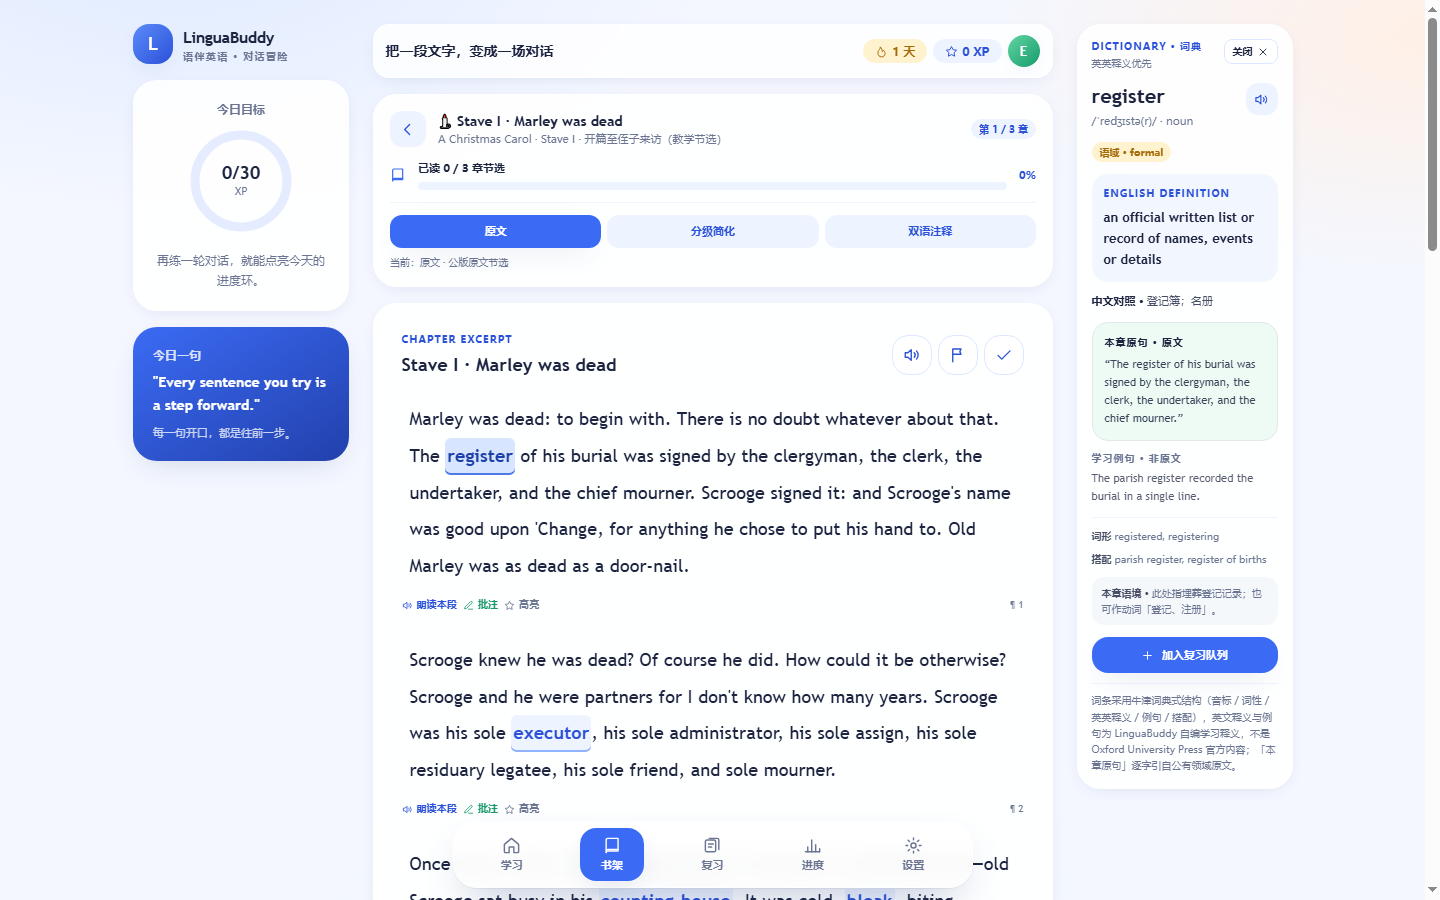 L
LinguaBuddy
语伴英语 • 对话冒险
今日目标
0/30
XP
再练一轮对话，就能点亮今天的
进度环。
今日一句
"Every sentence you try is
a step forward."
每一句开口，都是往前一步。
把一段文字，变成一场对话
1 天
0 XP
E
Stave I · Marley was dead
A Christmas Carol · Stave I · 开篇至侄子来访（教学节选）
第 1 / 3 章
已读 0 / 3 章节选
0%
原文
分级简化
双语注释
当前：原文 · 公版原文节选
CHAPTER EXCERPT
Stave I · Marley was dead
Marley was dead: to begin with. There is no doubt whatever about that.
The register of his burial was signed by the clergyman, the clerk, the
undertaker, and the chief mourner. Scrooge signed it: and Scrooge's name
was good upon 'Change, for anything he chose to put his hand to. Old
Marley was as dead as a door-nail.
朗读本段 批注 高亮
¶ 1
Scrooge knew he was dead? Of course he did. How could it be otherwise?
Scrooge and he were partners for I don't know how many years. Scrooge
was his sole executor, his sole administrator, his sole assign, his sole
residuary legatee, his sole friend, and sole mourner.
朗读本段 批注 高亮
¶ 2
Once
—old
Scrooge sat busy in his counting-house. It was cold, bleak, biting
学习
书架
复习
进度
设置
DICTIONARY • 词典
英英释义优先
关闭
register
/ˈredʒɪstə(r)/ · noun
语域 • formal
ENGLISH DEFINITION
an official written list or
record of names, events
or details
中文对照 • 登记簿；名册
本章原句 • 原文
“The register of his burial was
signed by the clergyman, the
clerk, the undertaker, and the
chief mourner.”
学习例句 • 非原文
The parish register recorded the
burial in a single line.
词形 registered, registering
搭配 parish register, register of births
本章语境 • 此处指埋葬登记记录；也
可作动词「登记、注册」。
加入复习队列
词条采用牛津词典式结构（音标 / 词性 /
英英释义 / 例句 / 搭配），英文释义与例
句为 LinguaBuddy 自编学习释义，不是
Oxford University Press 官方内容；「本
章原句」逐字引自公有领域原文。